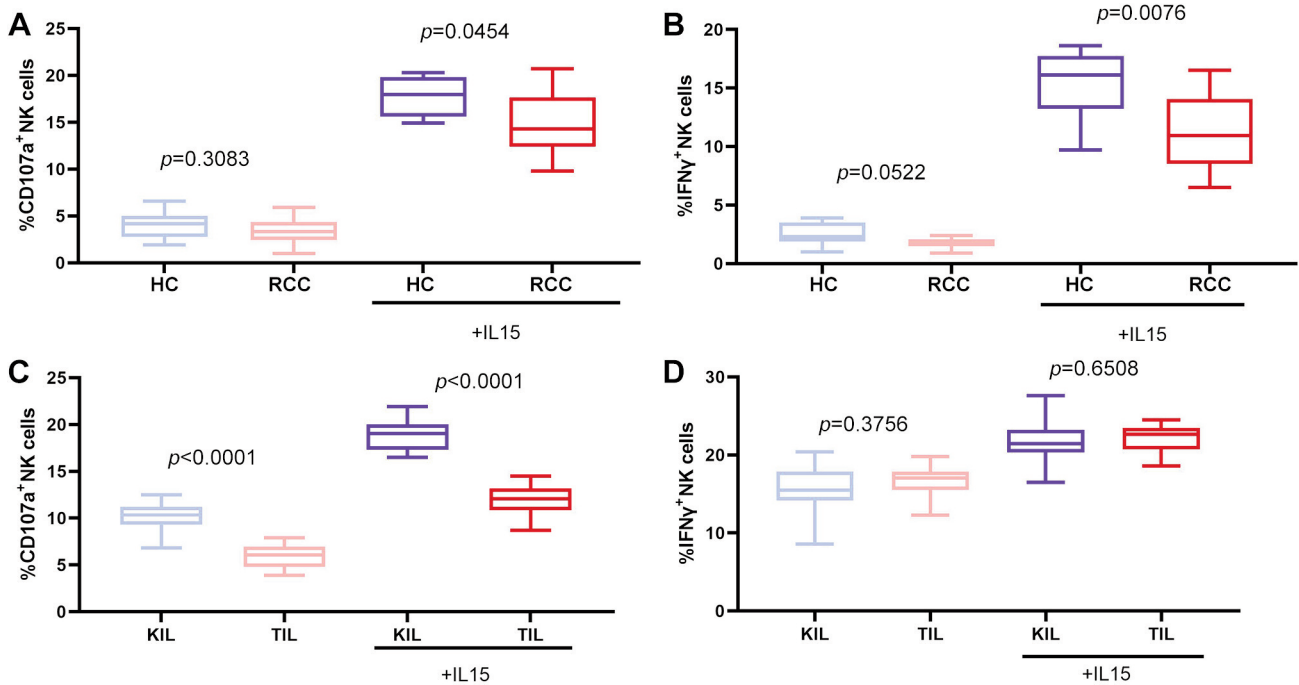 A
%CD107a⁺NK cells
25
20
15
10
5
0
p=0.3083
p=0.0454
HC
RCC
HC
RCC
+IL15
B
%IFNγ⁺NK cells
20
15
10
5
0
p=0.0522
p=0.0076
HC
RCC
HC
RCC
+IL15
C
%CD107a⁺NK cells
25
20
15
10
5
0
p<0.0001
p<0.0001
KIL
TIL
KIL
TIL
+IL15
D
%IFNγ⁺NK cells
30
20
10
0
p=0.3756
p=0.6508
KIL
TIL
KIL
TIL
+IL15